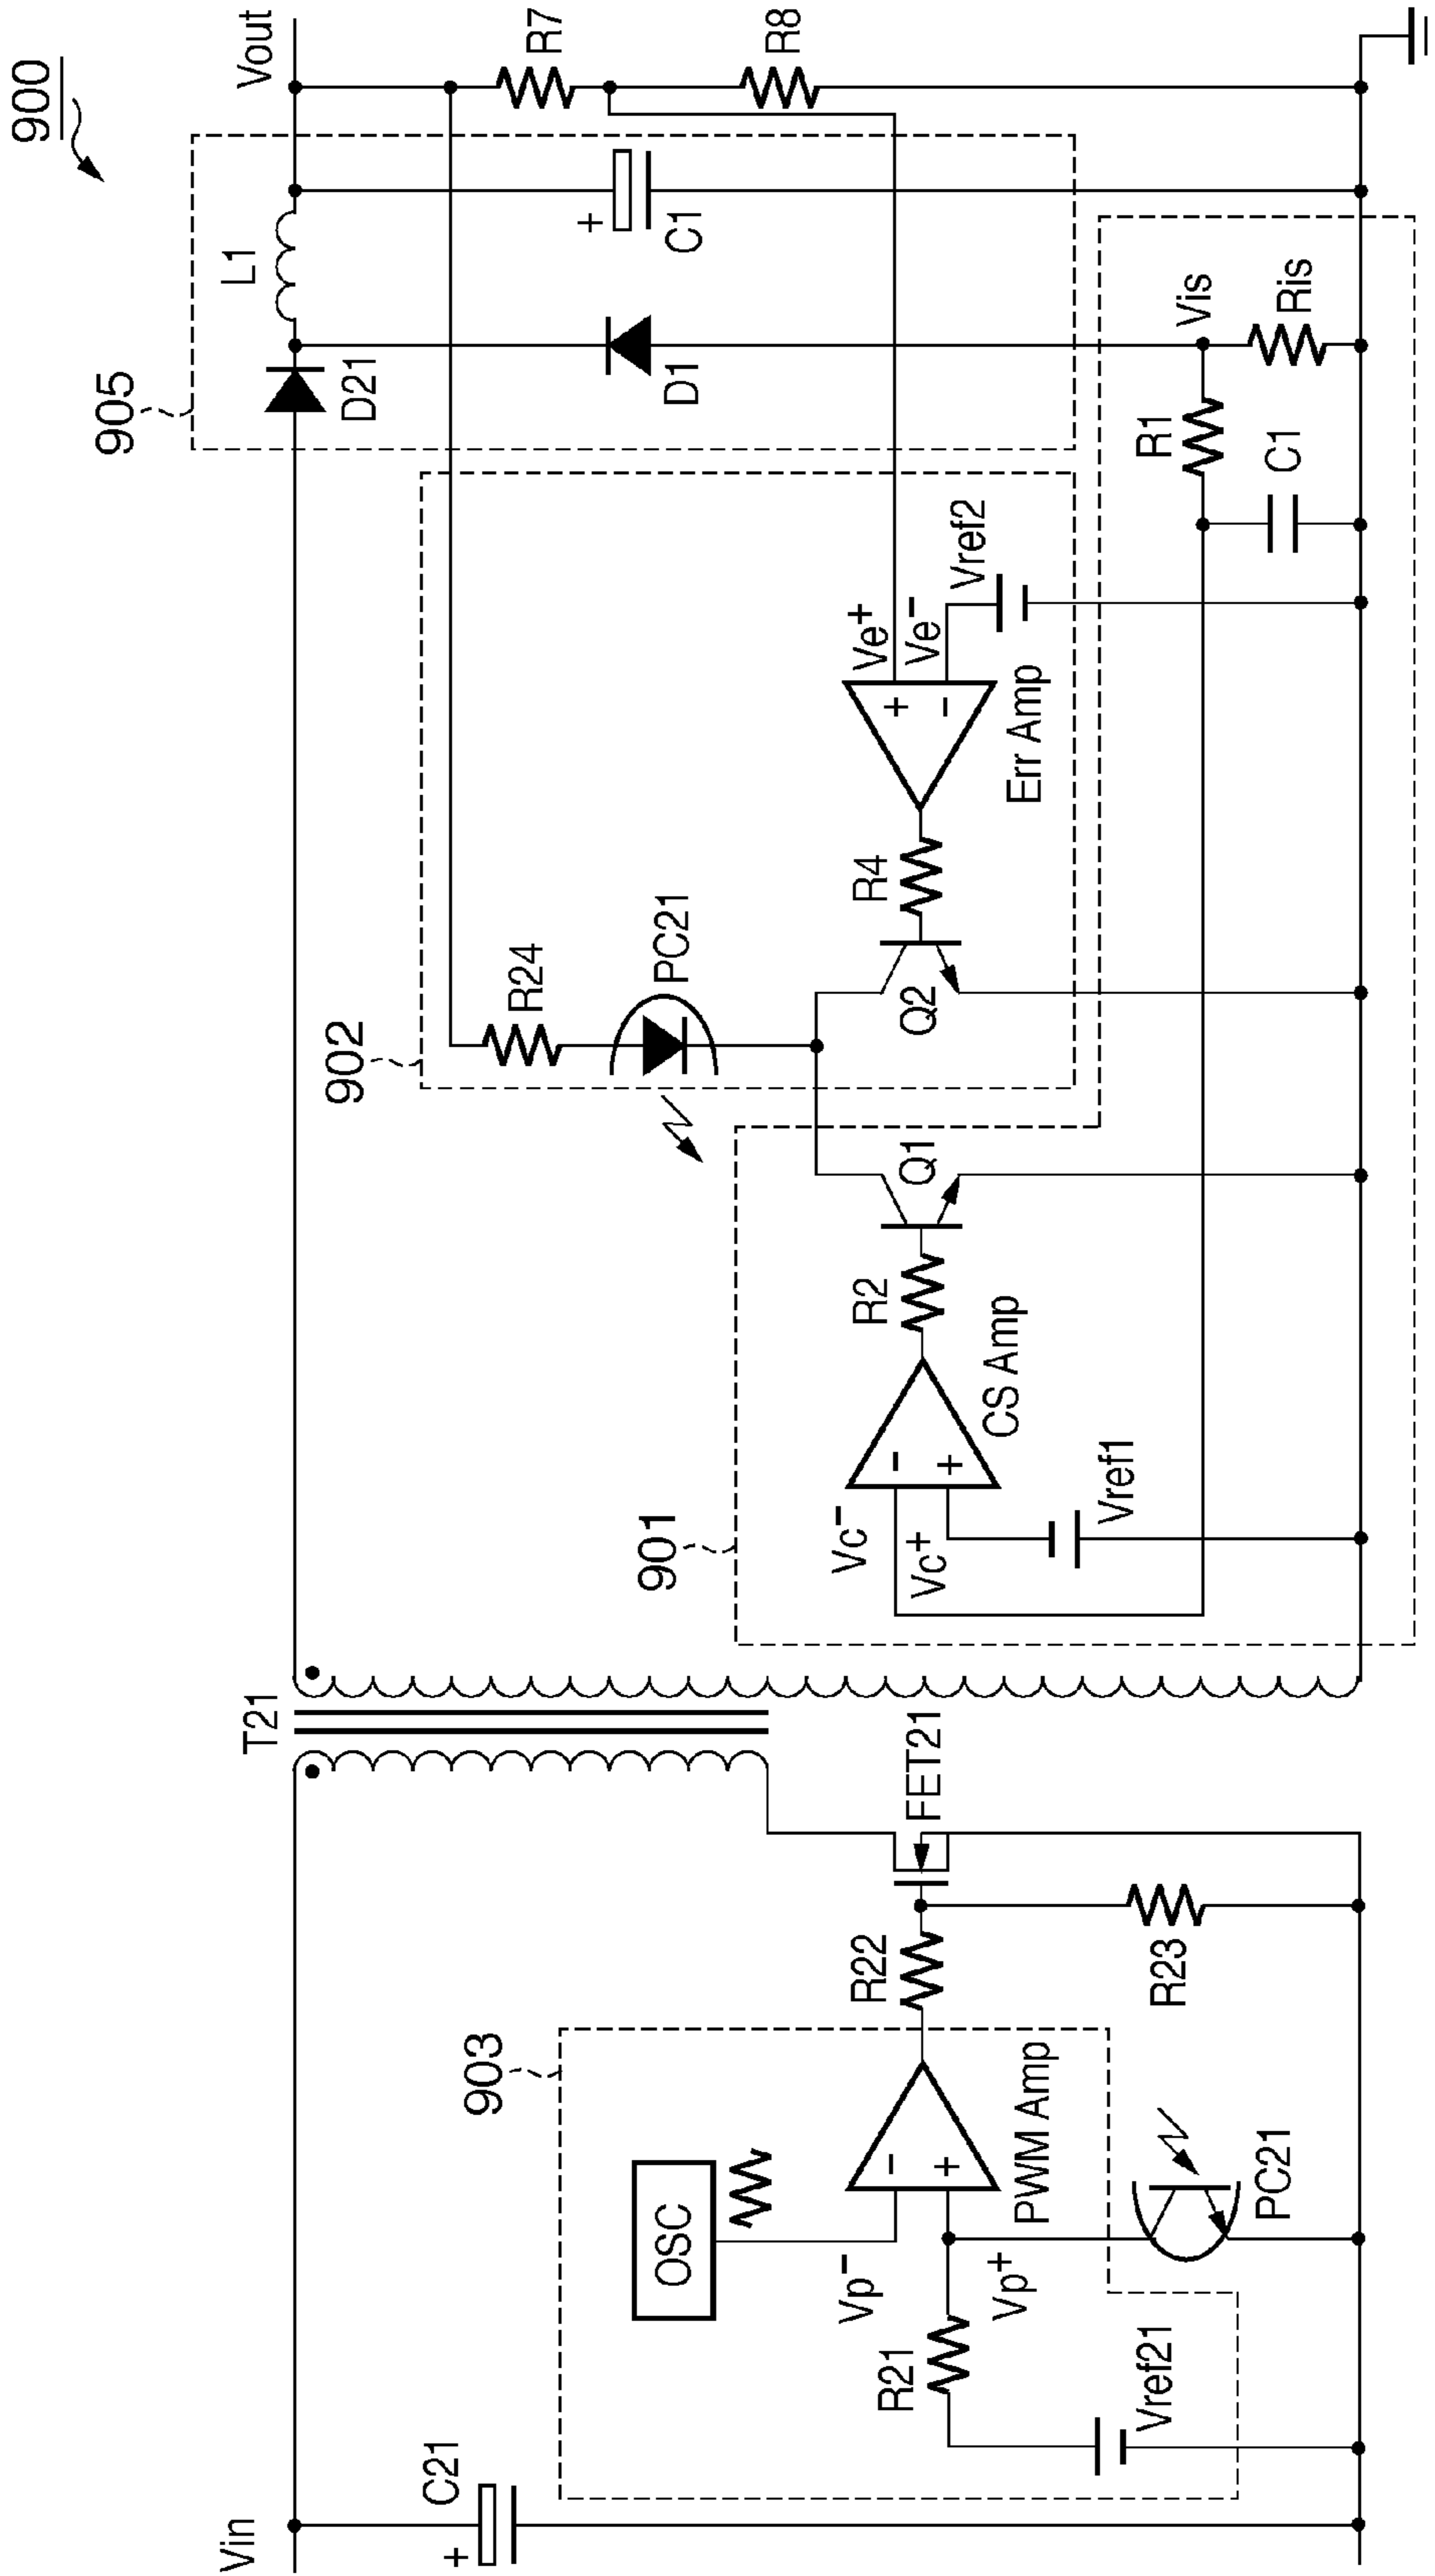 900
Vin
C21
+
903
OSC
Vp-
Vp+
-
+
PWM Amp
R21
Vref21
PC21
R22
R23
FET21
T21
901
Vc-
Vc+
-
+
CS Amp
Vref1
R2
Q1
902
R24
PC21
Q2
R4
Err Amp
+
-
Ve+
Ve-
Vref2
905
D21
L1
D1
+
C1
R1
C1
Vis
Ris
Vout
R7
R8